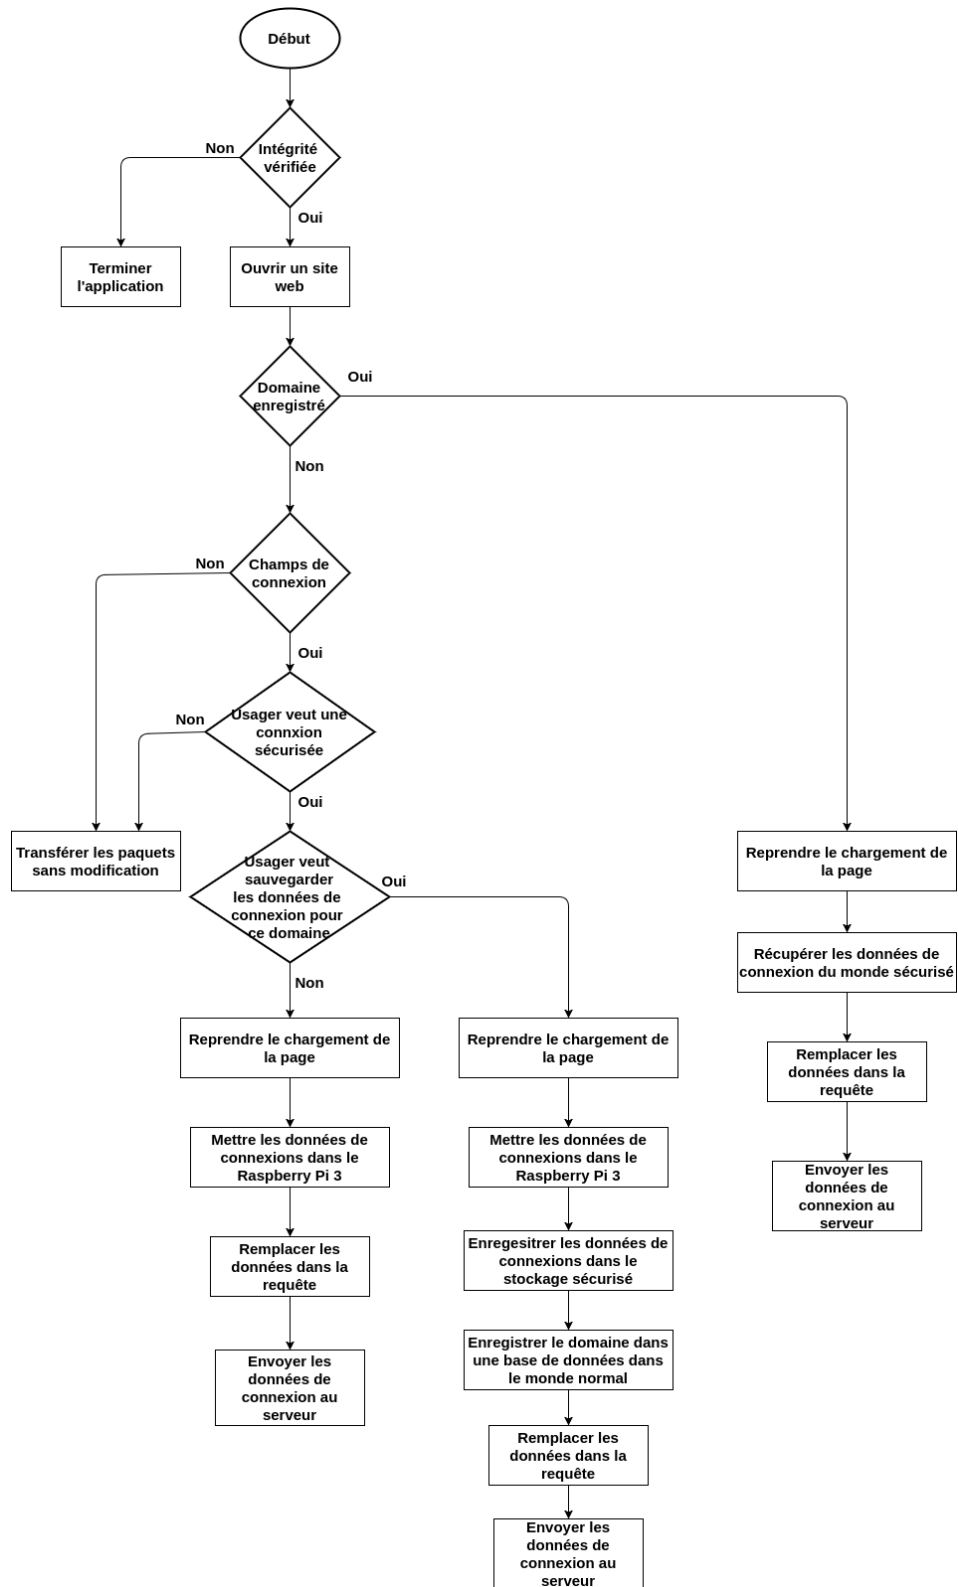 Début
Intégrité
vérifiée
Non
Oui
Terminer
l'application
Ouvrir un site
web
Domaine
enregistré
Oui
Non
Champs de
connexion
Non
Oui
Usager veut une
connxion
sécurisée
Non
Oui
Transférer les paquets
sans modification
Usager veut
sauvegarder
les données de
connexion pour
ce domaine
Oui
Non
Reprendre le chargement de
la page
Mettre les données de
connexions dans le
Raspberry Pi 3
Remplacer les
données dans la
requête
Envoyer les
données de
connexion au
serveur
Reprendre le chargement de
la page
Mettre les données de
connexions dans le
Raspberry Pi 3
Enregesitrer les données de
connexions dans le
stockage sécurisé
Enregistrer le domaine dans
une base de données dans
le monde normal
Remplacer les
données dans la
requête
Envoyer les
données de
connexion au
serveur
Reprendre le chargement de
la page
Récupérer les données de
connexion du monde sécurisé
Remplacer les
données dans la
requête
Envoyer les
données de
connexion au
serveur